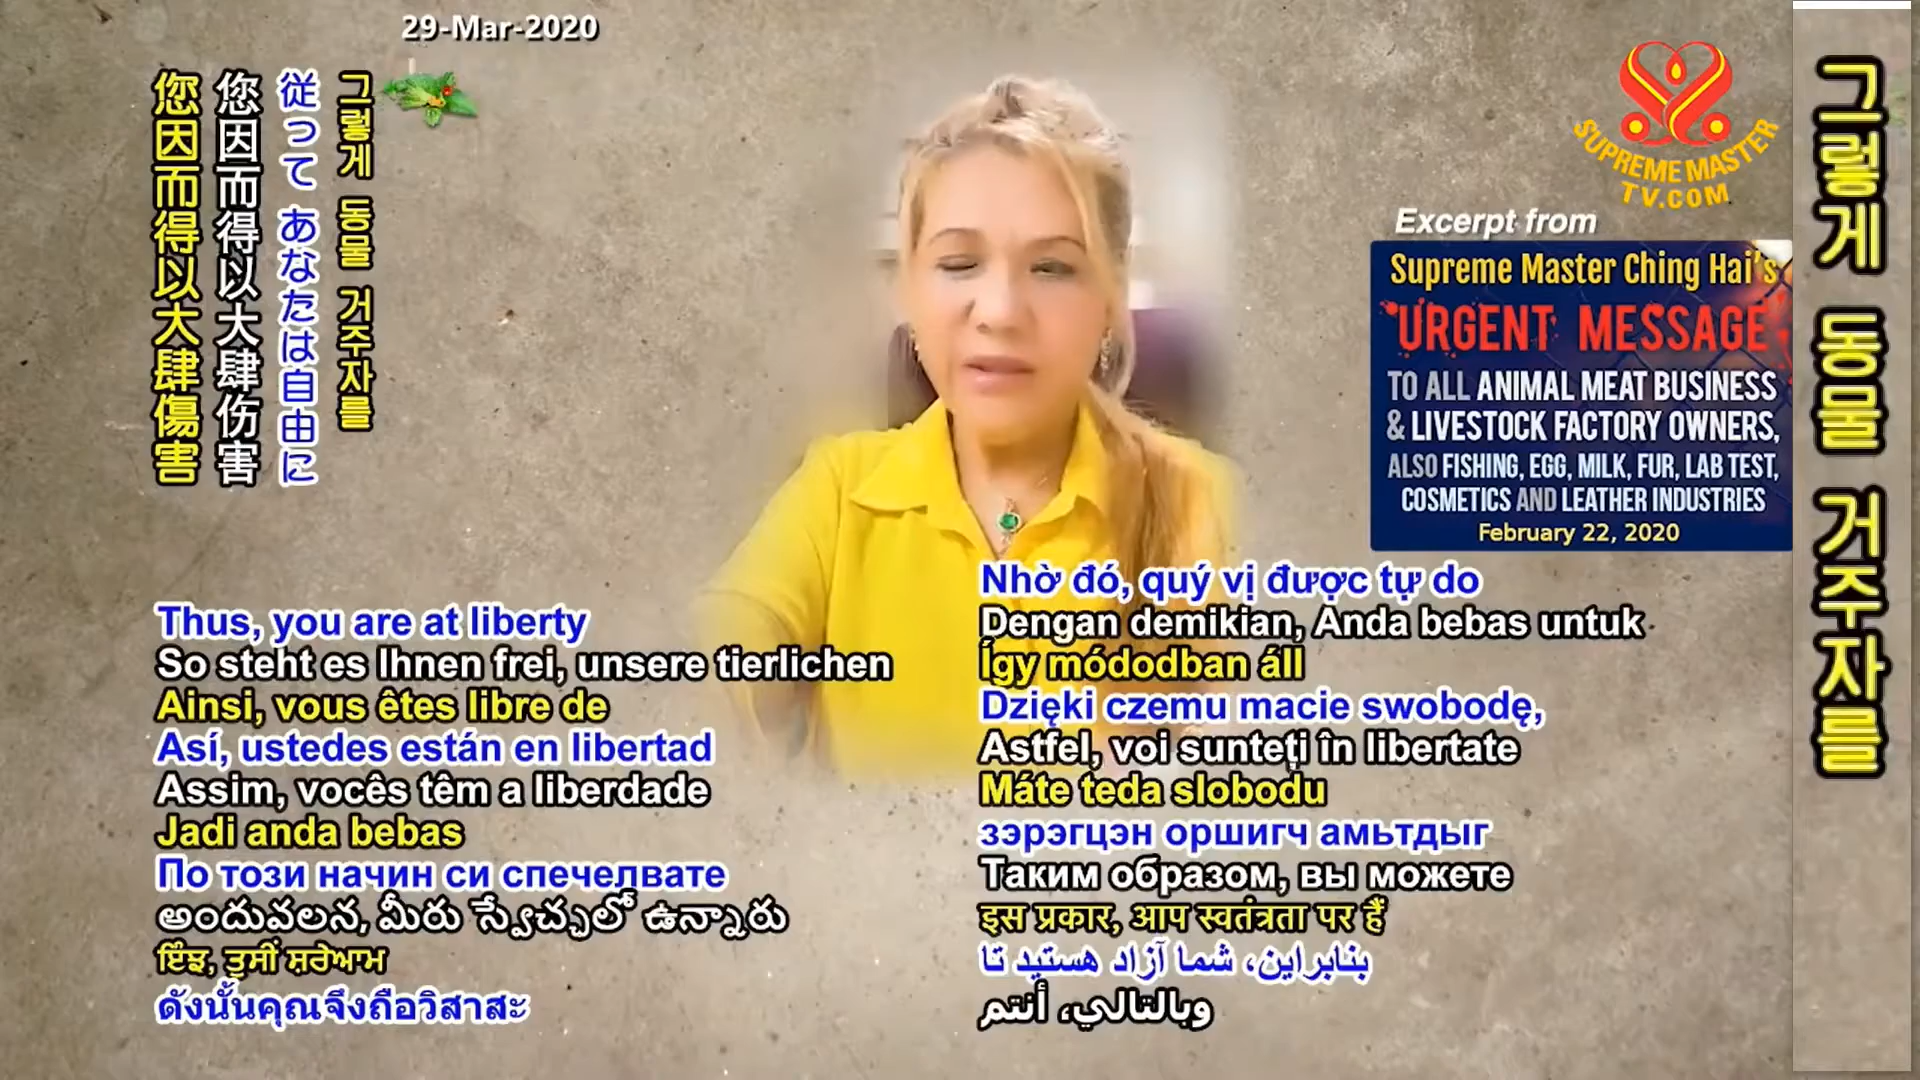 29-Mar-2020
您因而得以大肆傷害
您因而得以大肆伤害
従って あなたは自由に
그렇게 동물 거주자를
SUPREME MASTER
TV.COM
Excerpt from
Supreme Master Ching Hai's
"URGENT MESSAGE
TO ALL ANIMAL MEAT BUSINESS
& LIVESTOCK FACTORY OWNERS,
ALSO FISHING, EGG, MILK, FUR, LAB TEST,
COSMETICS AND LEATHER INDUSTRIES
February 22, 2020
그렇게 동물 거주자를
Thus, you are at liberty
So steht es Ihnen frei, unsere tierlichen
Ainsi, vous êtes libre de
Así, ustedes están en libertad
Assim, vocês têm a liberdade
Jadi anda bebas
По този начин си спечелвате
అందువలన, మీరు స్వేచ్ఛలో ఉన్నారు
ਇੰਝ, ਤੁਸੀਂ ਸ਼ਰੇਆਮ
ดังนั้นคุณจึงถือวิสาสะ
Nhờ đó, quý vị được tự do
Dengan demikian, Anda bebas untuk
Így módodban áll
Dzięki czemu macie swobodę,
Astfel, voi sunteți în libertate
Máte teda slobodu
зэрэгцэн оршигч амьтдыг
Таким образом, вы можете
इस प्रकार, आप स्वतंत्रता पर हैं
بنابراین، شما آزاد هستید تا
وبالتالي، أنتم